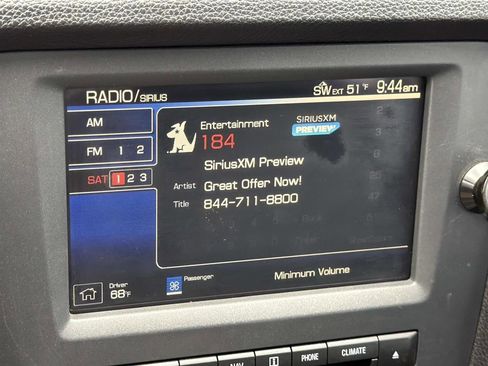 RADIO/SIRIUS
SW EXT 51°F 9:44am
AM
Entertainment
SIRIUSXM
184
PREVIEW
FM 1 2
SiriusXM Preview
SAT 1 2 3
Artist Great Offer Now!
Title 844-711-8800
Driver
68°F
Passenger
Minimum Volume
NAV
PHONE
CLIMATE